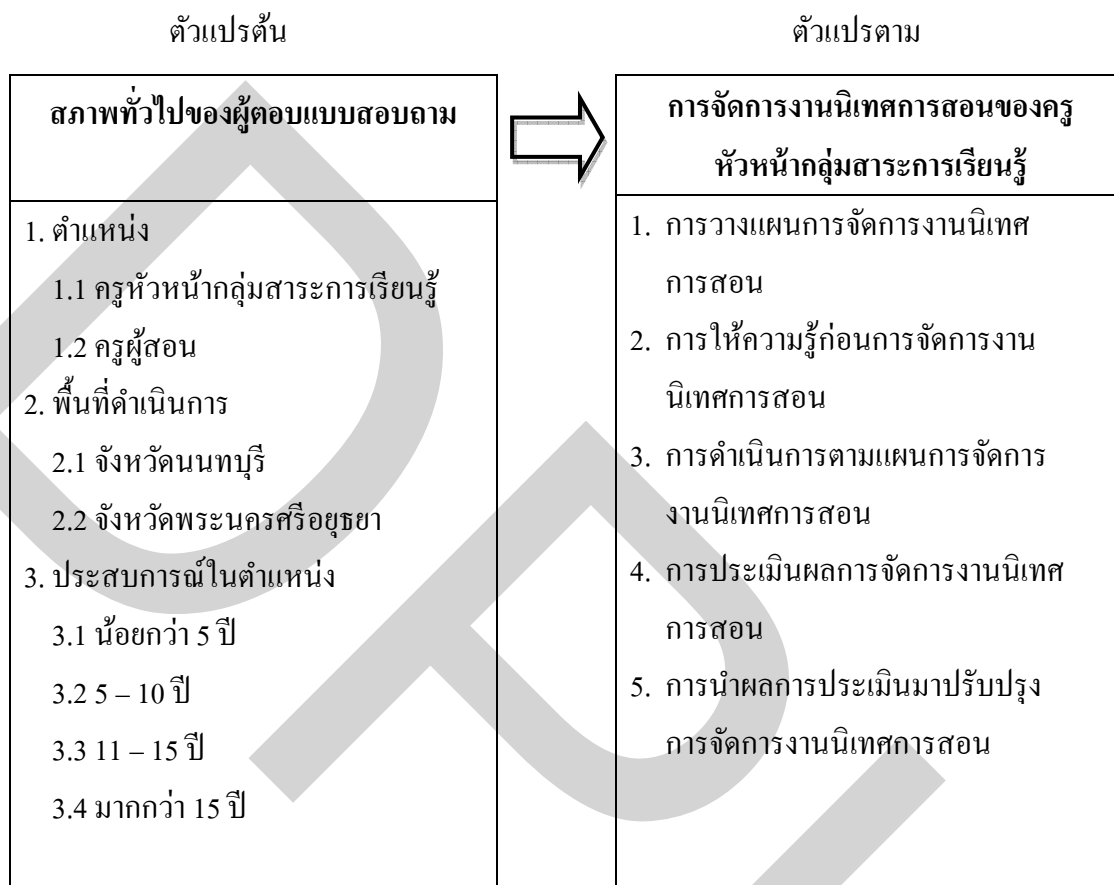 ตัวแปรต้น
ตัวแปรตาม
สภาพทั่วไปของผู้ตอบแบบสอบถาม
1. ตำแหน่ง
1.1 ครูหัวหน้ากลุ่มสาระการเรียนรู้
1.2 ครูผู้สอน
2. พื้นที่ดำเนินการ
2.1 จังหวัดนนทบุรี
2.2 จังหวัดพระนครศรีอยุธยา
3. ประสบการณ์ในตำแหน่ง
3.1 น้อยกว่า 5 ปี
3.2 5 – 10 ปี
3.3 11 – 15 ปี
3.4 มากกว่า 15 ปี
การจัดการงานนิเทศการสอนของครู
หัวหน้ากลุ่มสาระการเรียนรู้
1. การวางแผนการจัดการงานนิเทศ
การสอน
2. การให้ความรู้ก่อนการจัดการงาน
นิเทศการสอน
3. การดำเนินการตามแผนการจัดการ
งานนิเทศการสอน
4. การประเมินผลการจัดการงานนิเทศ
การสอน
5. การนำผลการประเมินมาปรับปรุง
การจัดการงานนิเทศการสอน